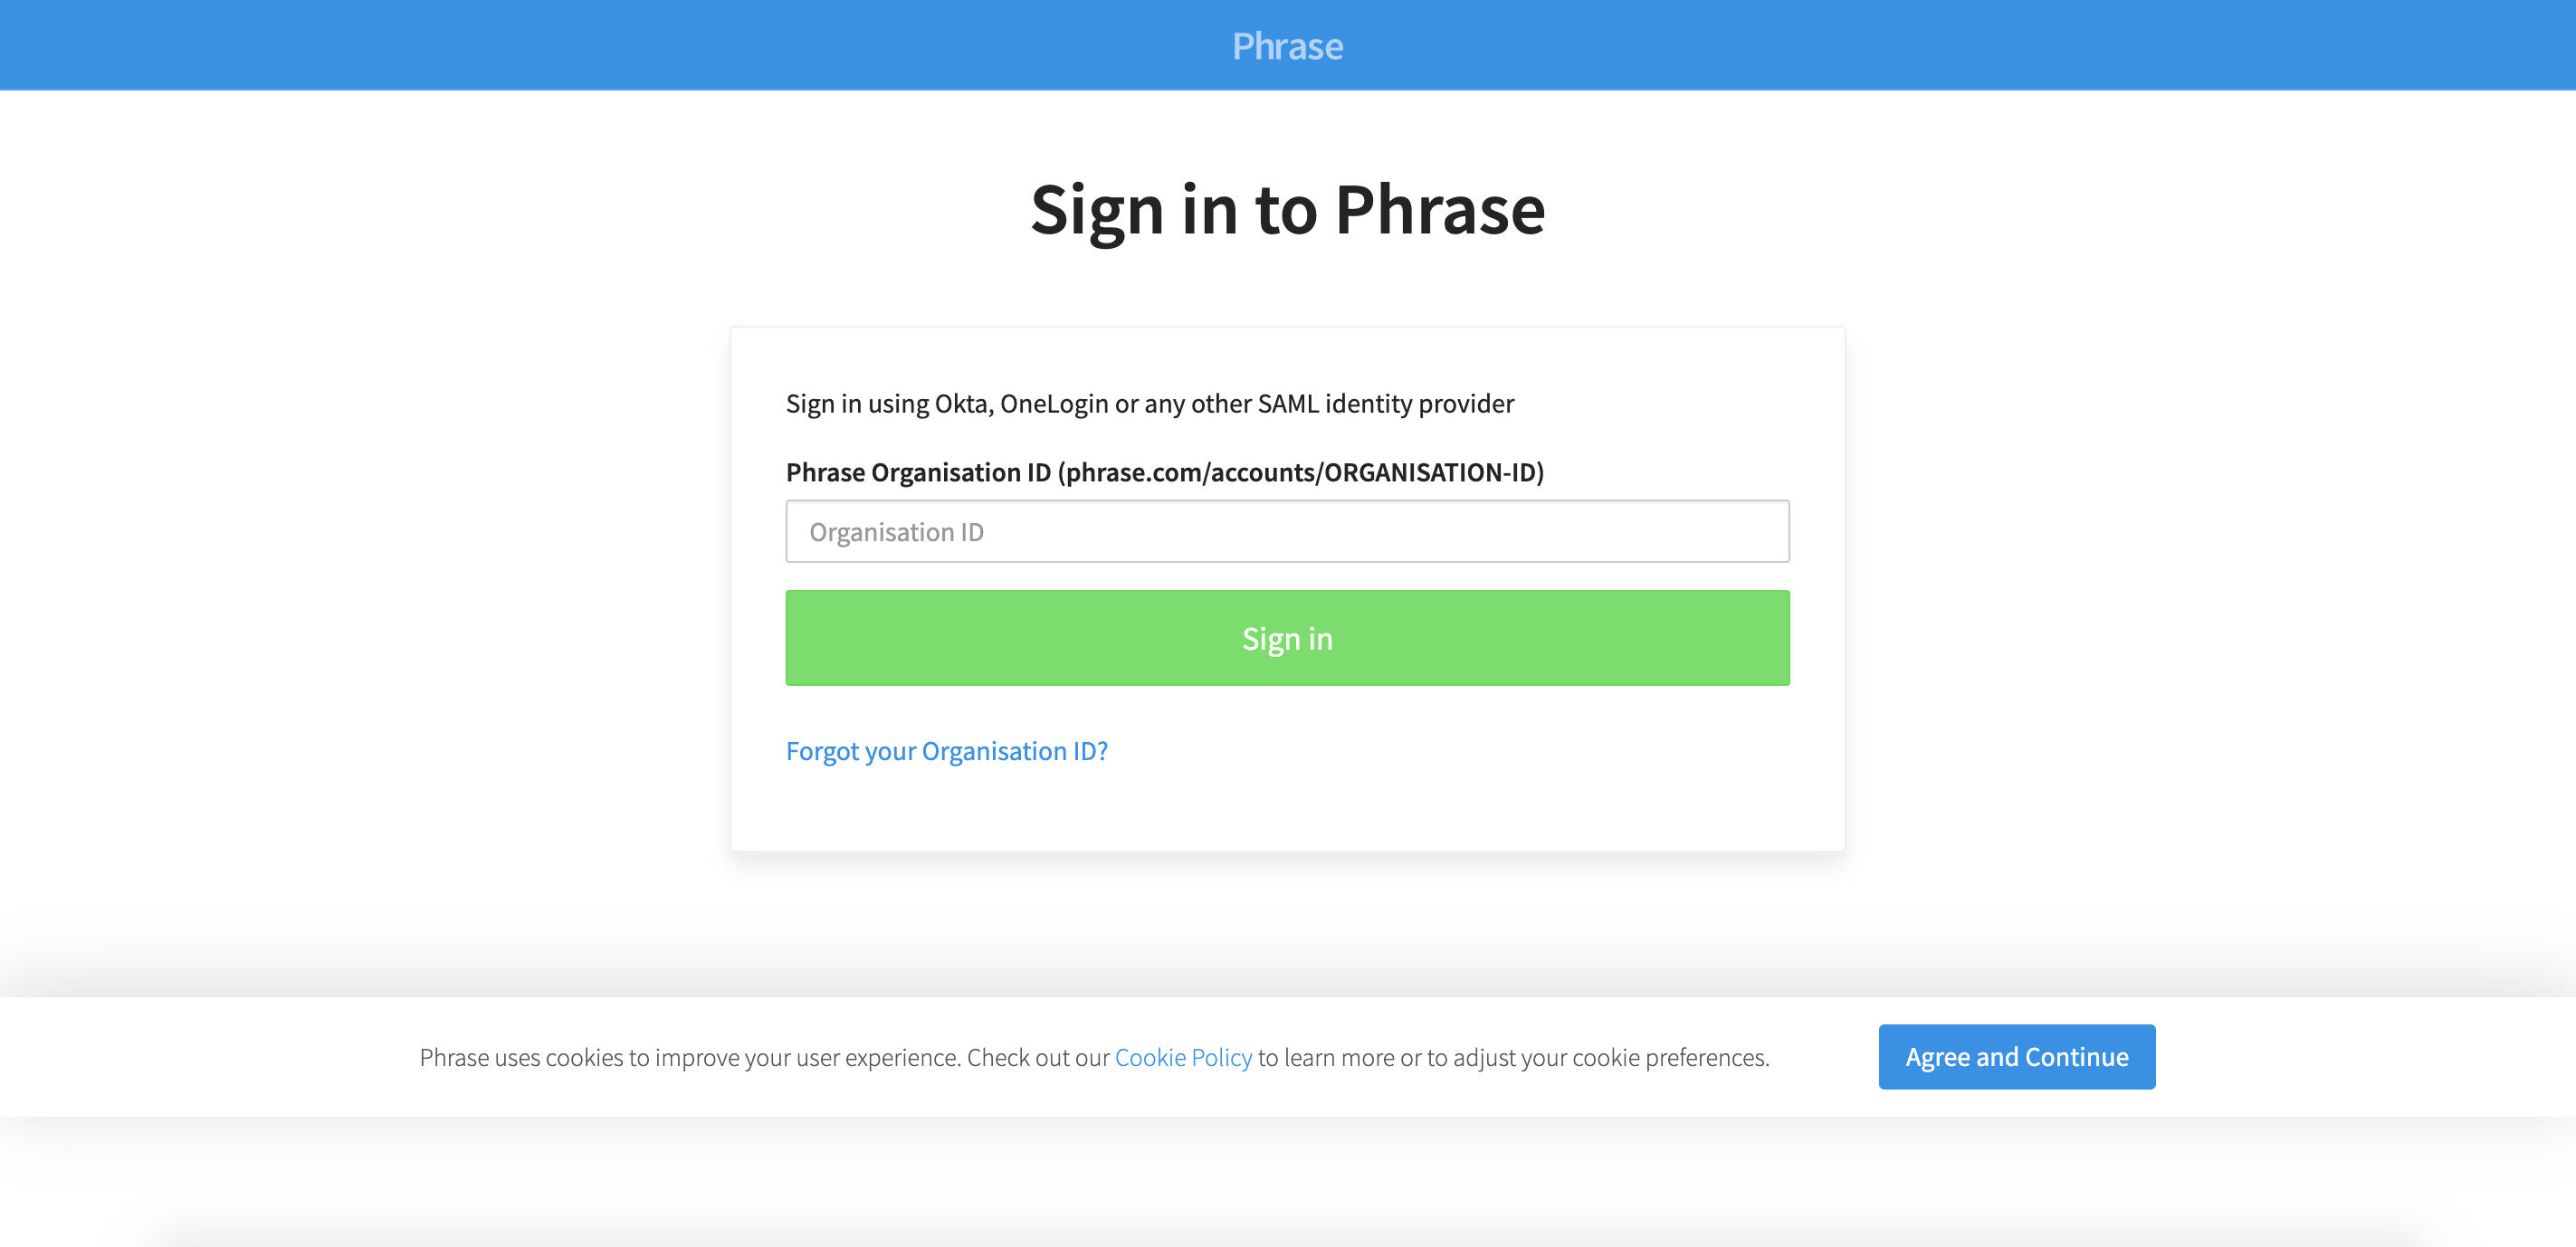 Phrase
Sign in to Phrase
Sign in using Okta, OneLogin or any other SAML identity provider
Phrase Organisation ID (phrase.com/accounts/ORGANISATION-ID)
Organisation ID
Sign in
Forgot your Organisation ID?
Phrase uses cookies to improve your user experience. Check out our Cookie Policy to learn more or to adjust your cookie preferences.
Agree and Continue